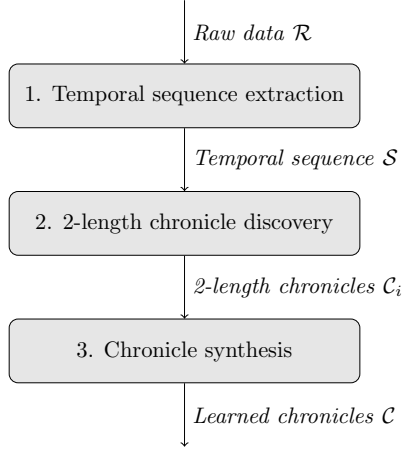 Raw data ℛ
1. Temporal sequence extraction
Temporal sequence 𝒮
2. 2-length chronicle discovery
2-length chronicles 𝒞ᵢ
3. Chronicle synthesis
Learned chronicles 𝒞